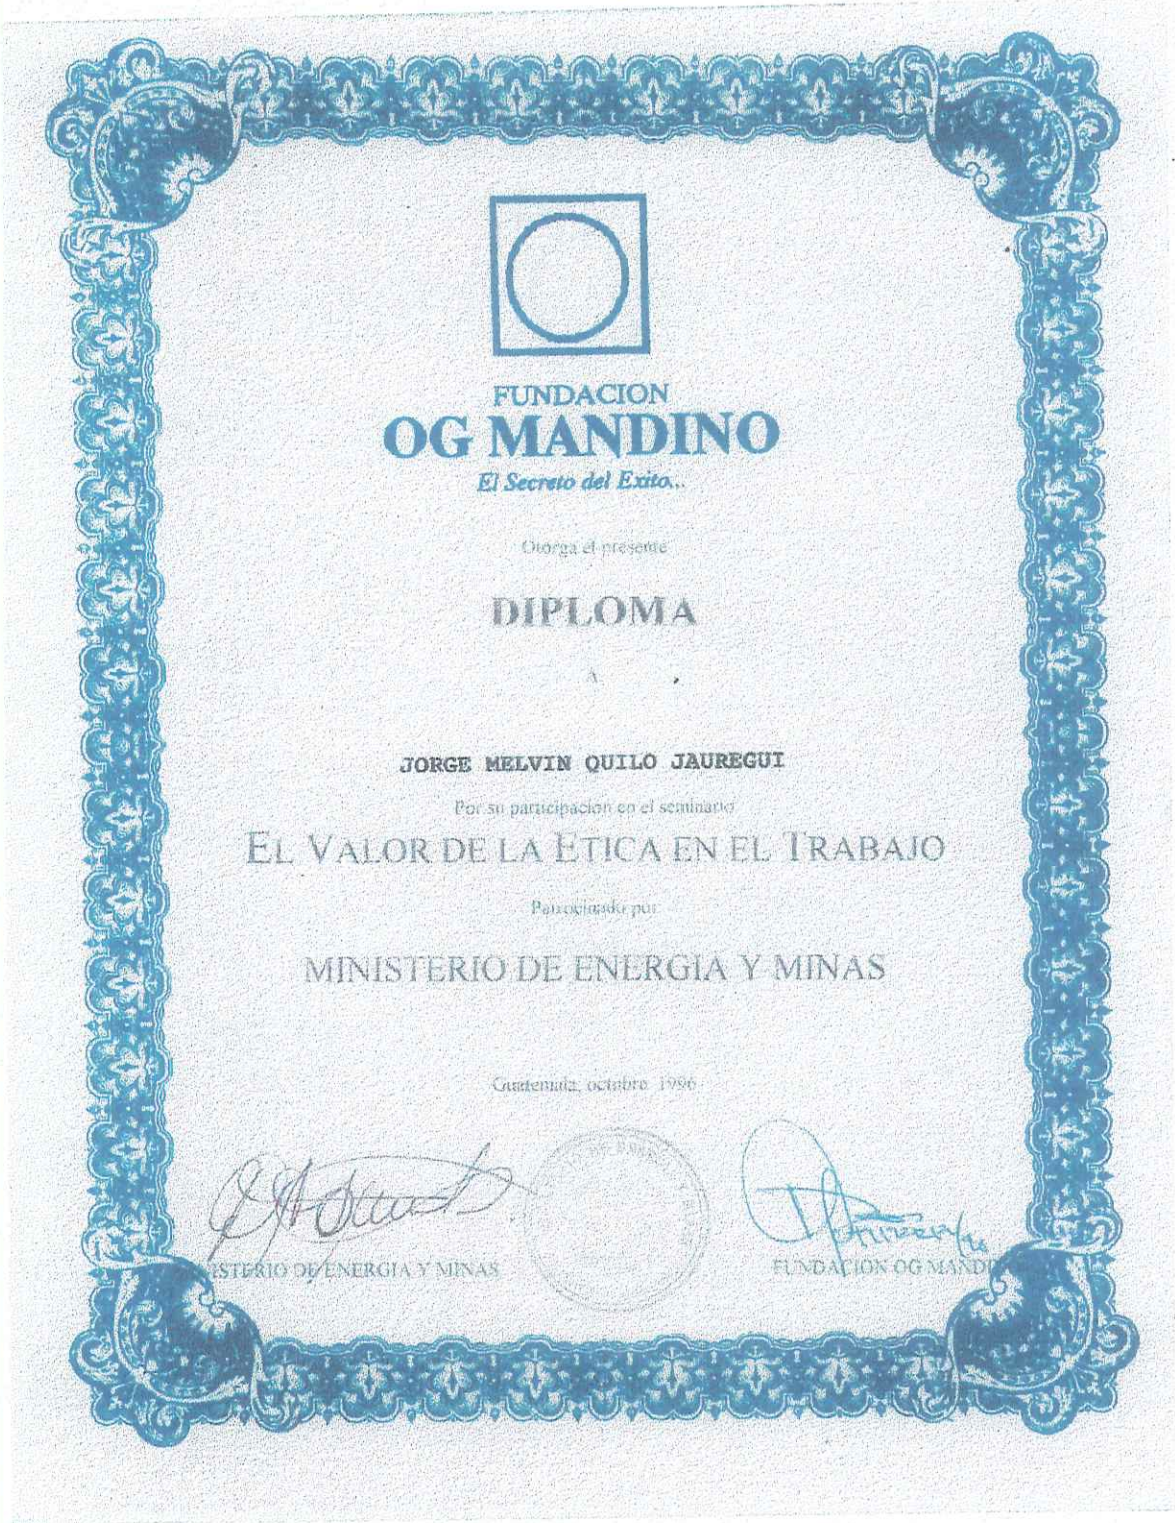 FUNDACION
OG MANDINO
El Secreto del Exito...
Otorga el presente
DIPLOMA
A
JORGE MELVIN QUILO JAUREGUI
Por su participacion en el seminario
EL VALOR DE LA ETICA EN EL TRABAJO
Patrocinado por
MINISTERIO DE ENERGIA Y MINAS
Guatemala, octubre 1996
ISTERIO DE ENERGIA Y MINAS
FUNDACION OG MANDI